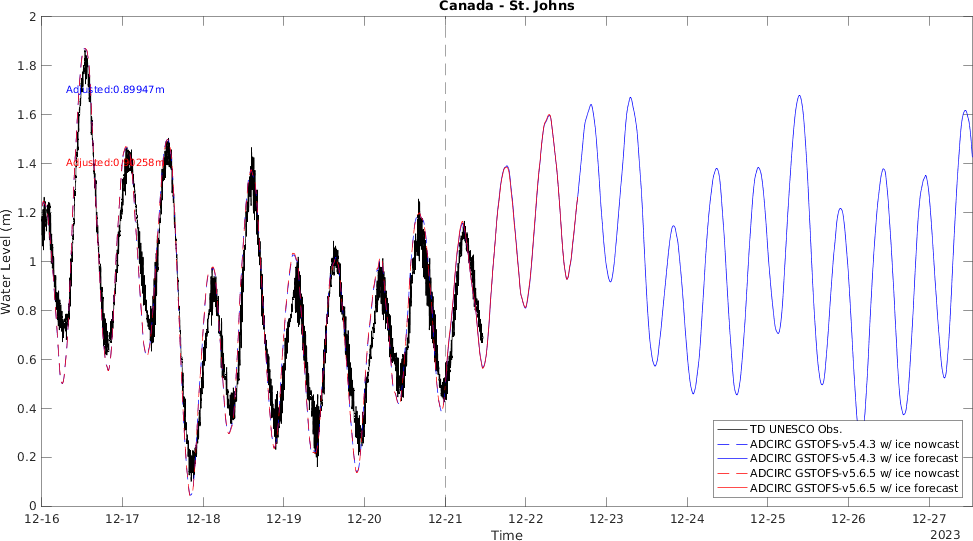 Canada - St. Johns
2
1.8
Adjusted:0.89947m
1.6
1.4
1.2
Water Level (m)
1
0.8
0.6
0.4
0.2
0
TD UNESCO Obs.
ADCIRC GSTOFS-v5.4.3 w/ ice nowcast
ADCIRC GSTOFS-v5.4.3 w/ ice forecast
ADCIRC GSTOFS-v5.6.5 w/ ice nowcast
ADCIRC GSTOFS-v5.6.5 w/ ice forecast
12-16 12-17 12-18 12-19 12-20 12-21 12-22 12-23 12-24 12-25 12-26 12-27
Time
2023